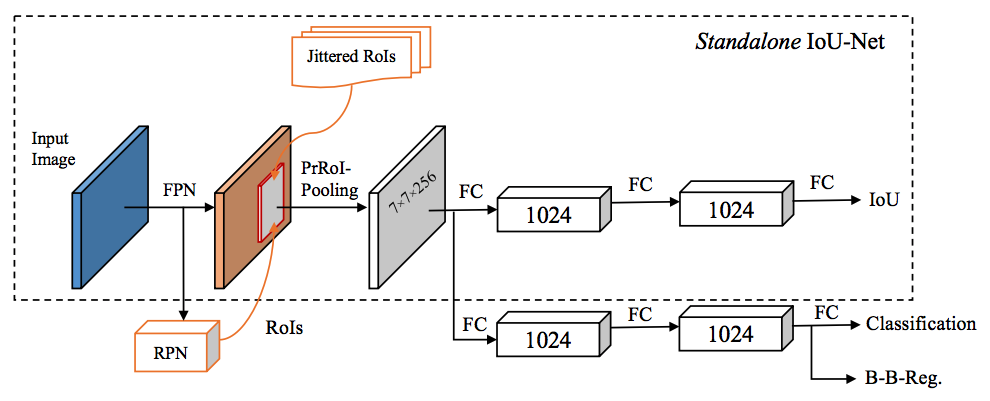 Standalone IoU-Net
Jittered RoIs
Input
Image
FPN
PrRoI-
Pooling
7×7×256
FC
1024
FC
1024
FC
IoU
RPN
RoIs
FC
1024
FC
1024
FC
Classification
B-B-Reg.